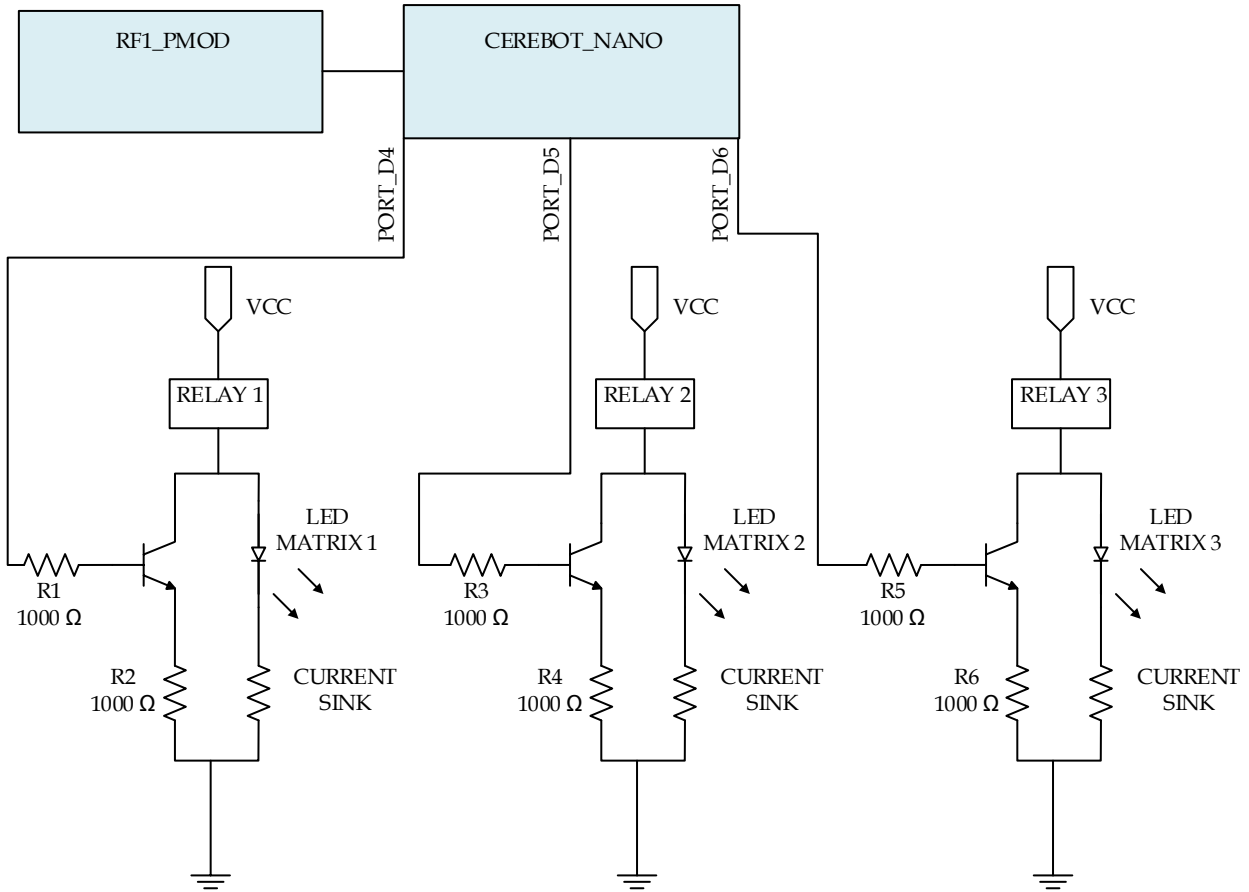 RF1_PMOD
CEREBOT_NANO
PORT_D4
PORT_D5
PORT_D6
VCC
VCC
VCC
RELAY 1
RELAY 2
RELAY 3
LED
MATRIX 1
LED
MATRIX 2
LED
MATRIX 3
R1
1000 Ω
R3
1000 Ω
R5
1000 Ω
R2
1000 Ω
CURRENT
SINK
R4
1000 Ω
CURRENT
SINK
R6
1000 Ω
CURRENT
SINK